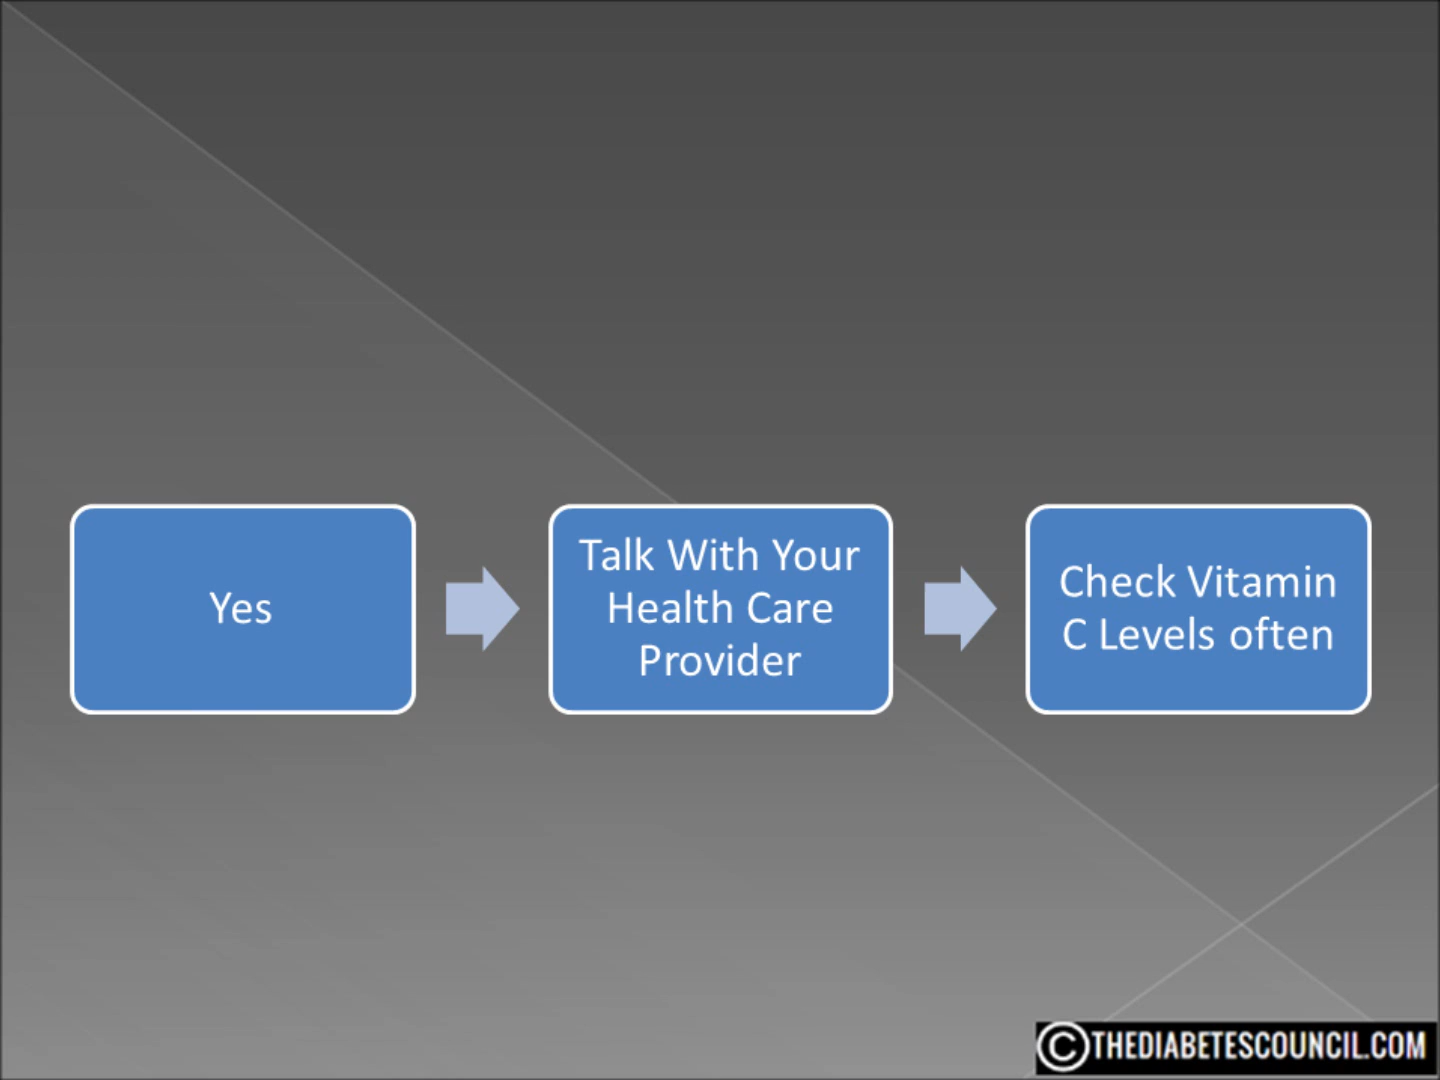 Yes
Talk With Your
Health Care
Provider
Check Vitamin
C Levels often
©THEDIABETESCOUNCIL.COM